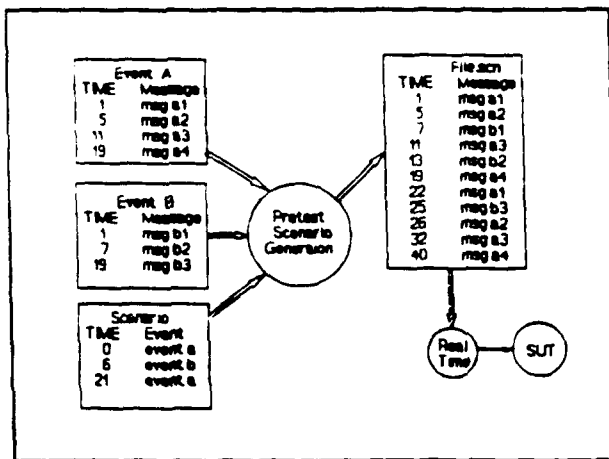 Event A
TIME Message
1 msg a1
5 msg a2
11 msg a3
19 msg a4
Event B
TIME Message
1 msg b1
7 msg b2
19 msg b3
Scenario
TIME Event
0 event a
6 event b
21 event a
Pretest
Scenario
Generation
File.scn
TIME Message
1 msg a1
5 msg a2
7 msg b1
11 msg a3
13 msg b2
19 msg a4
22 msg a1
25 msg b3
26 msg a2
32 msg a3
40 msg a4
Real
Time
SUT